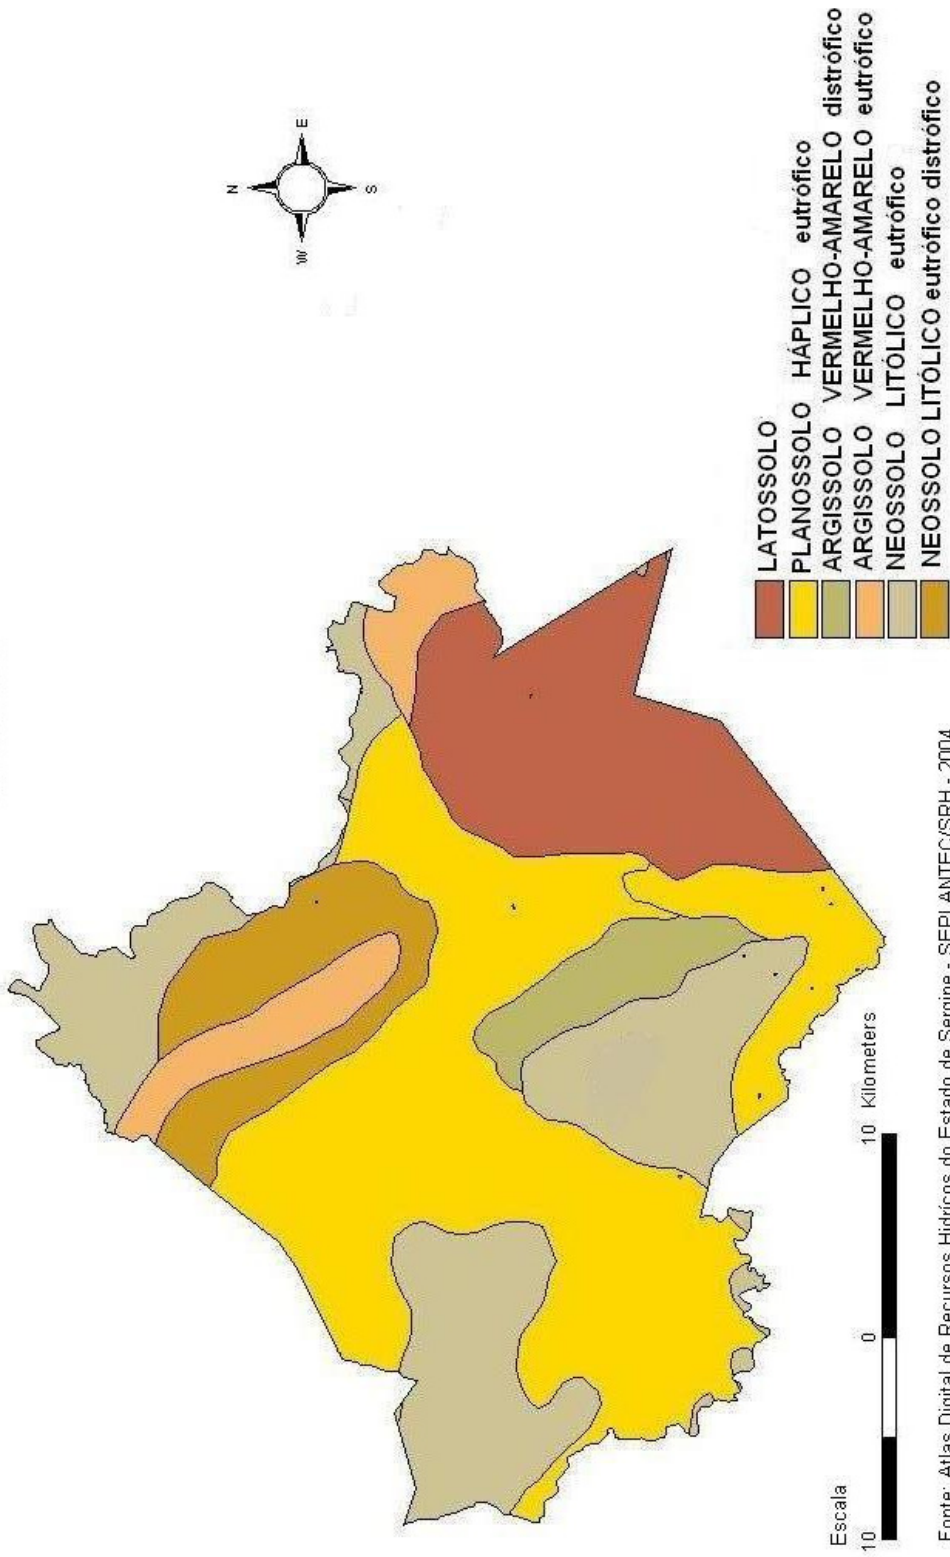 N
W E
S
LATOSSOLO
PLANOSSOLO HÁPLICO eutrófico
ARGISSOLO VERMELHO-AMARELO distrófico
ARGISSOLO VERMELHO-AMARELO eutrófico
NEOSSOLO LITÓLICO eutrófico
NEOSSOLO LITÓLICO eutrófico distrófico
Escala
10 0 10 Kilometers
Fonte: Atlas Digital de Recursos Hídricos do Estado de Sergipe - SEPLANTEC/SRH - 2004